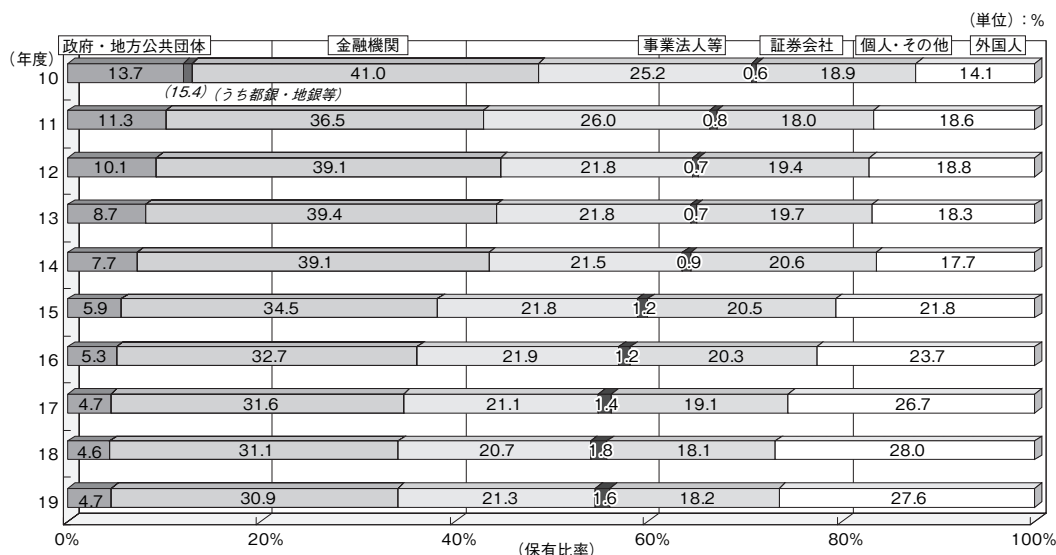 (単位):%
政府・地方公共団体 金融機関 事業法人等 証券会社 個人・その他 外国人
(年度)
10 13.7 41.0 25.2 0.6 18.9 14.1
(15.4)(うち都銀・地銀等)
11 11.3 36.5 26.0 0.8 18.0 18.6
12 10.1 39.1 21.8 0.7 19.4 18.8
13 8.7 39.4 21.8 0.7 19.7 18.3
14 7.7 39.1 21.5 0.9 20.6 17.7
15 5.9 34.5 21.8 1.2 20.5 21.8
16 5.3 32.7 21.9 1.2 20.3 23.7
17 4.7 31.6 21.1 1.4 19.1 26.7
18 4.6 31.1 20.7 1.8 18.1 28.0
19 4.7 30.9 21.3 1.6 18.2 27.6
0% 20% 40% 60% 80% 100%
(保有比率)